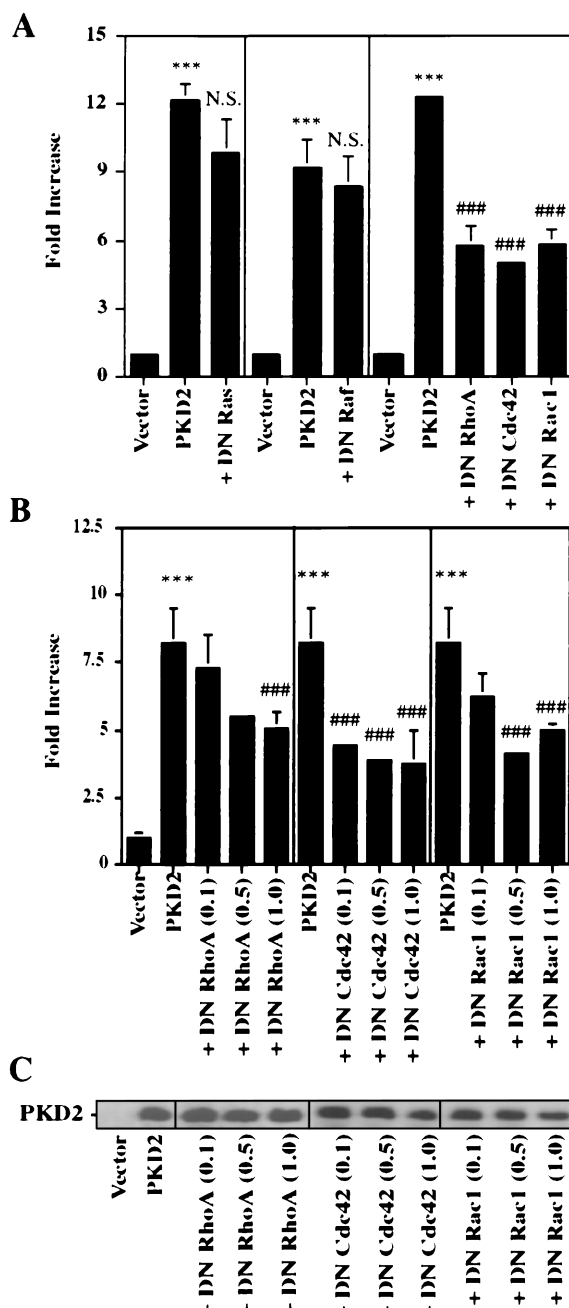 A
15
12
9
6
3
0
Fold Increase
***
N.S.
***
N.S.
***
###
###
###
Vector
PKD2
+ DN Ras
Vector
PKD2
+ DN Raf
Vector
PKD2
+ DN RhoA
+ DN Cdc42
+ DN Rac1
B
12.5
10
7.5
5
2.5
0
Fold Increase
***
###
***
###
###
###
***
###
###
Vector
PKD2
+ DN RhoA (0.1)
+ DN RhoA (0.5)
+ DN RhoA (1.0)
PKD2
+ DN Cdc42 (0.1)
+ DN Cdc42 (0.5)
+ DN Cdc42 (1.0)
PKD2
+ DN Rac1 (0.1)
+ DN Rac1 (0.5)
+ DN Rac1 (1.0)
C
PKD2
Vector
PKD2
+ DN RhoA (0.1)
+ DN RhoA (0.5)
+ DN RhoA (1.0)
+ DN Cdc42 (0.1)
+ DN Cdc42 (0.5)
+ DN Cdc42 (1.0)
+ DN Rac1 (0.1)
+ DN Rac1 (0.5)
+ DN Rac1 (1.0)